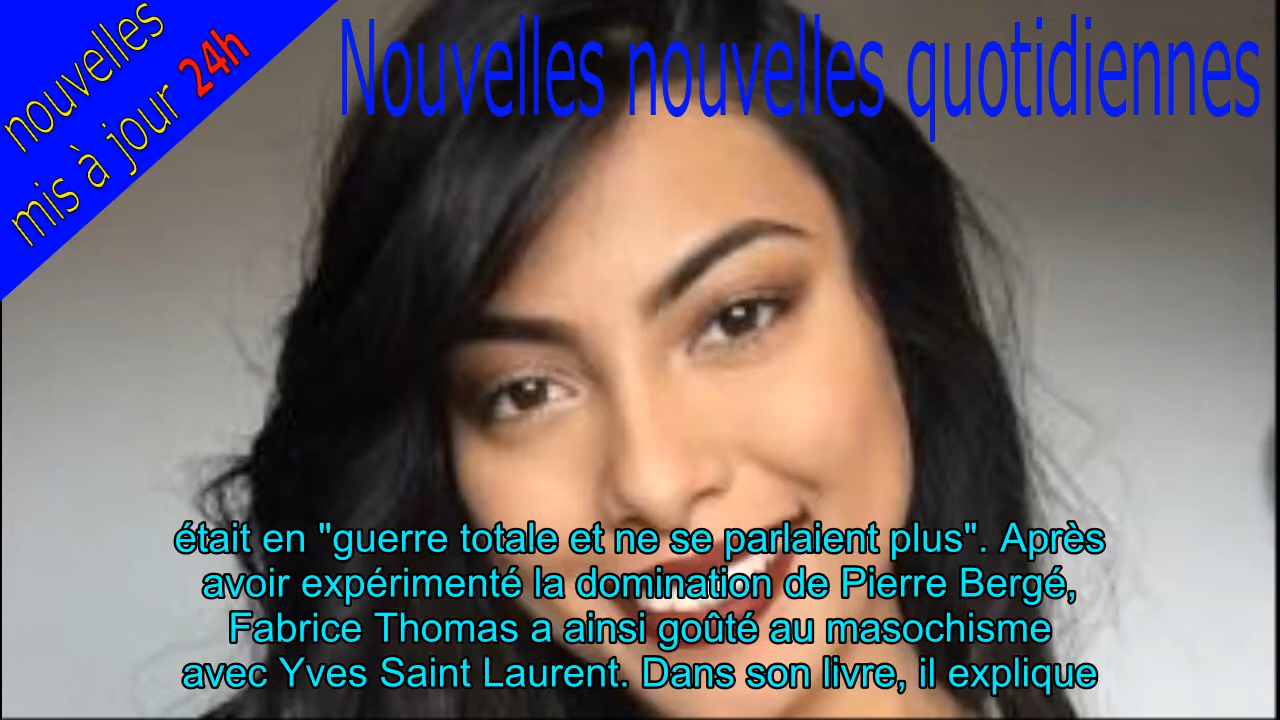 nouvelles
mis à jour 24h
Nouvelles nouvelles quotidiennes
était en "guerre totale et ne se parlaient plus". Après
avoir expérimenté la domination de Pierre Bergé,
Fabrice Thomas a ainsi goûté au masochisme
avec Yves Saint Laurent. Dans son livre, il explique